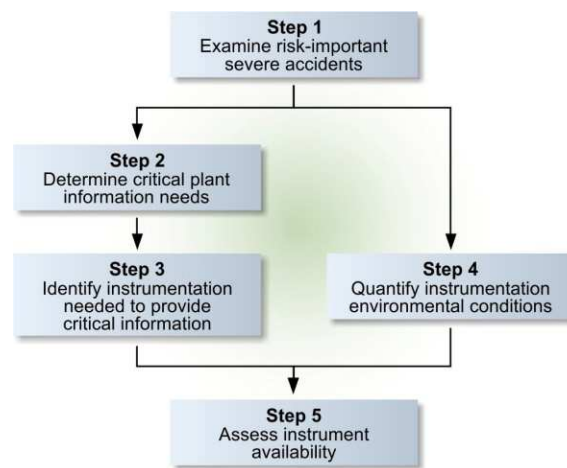 Step 1
Examine risk-important
severe accidents
Step 2
Determine critical plant
information needs
Step 3
Identify instrumentation
needed to provide
critical information
Step 4
Quantify instrumentation
environmental conditions
Step 5
Assess instrument
availability